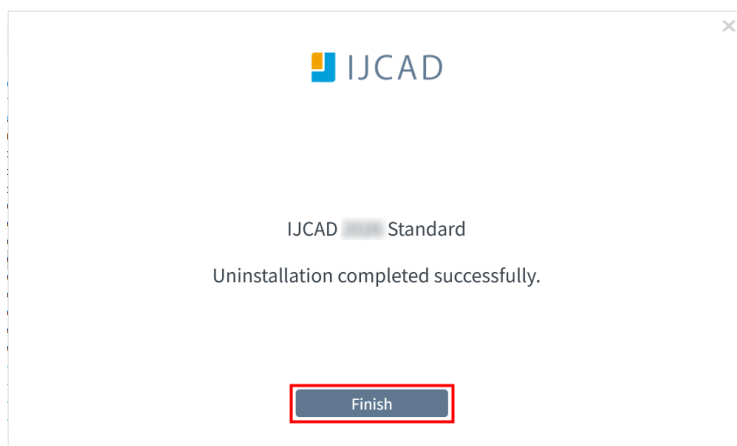 IJCAD
IJCAD Standard
Uninstallation completed successfully.
Finish